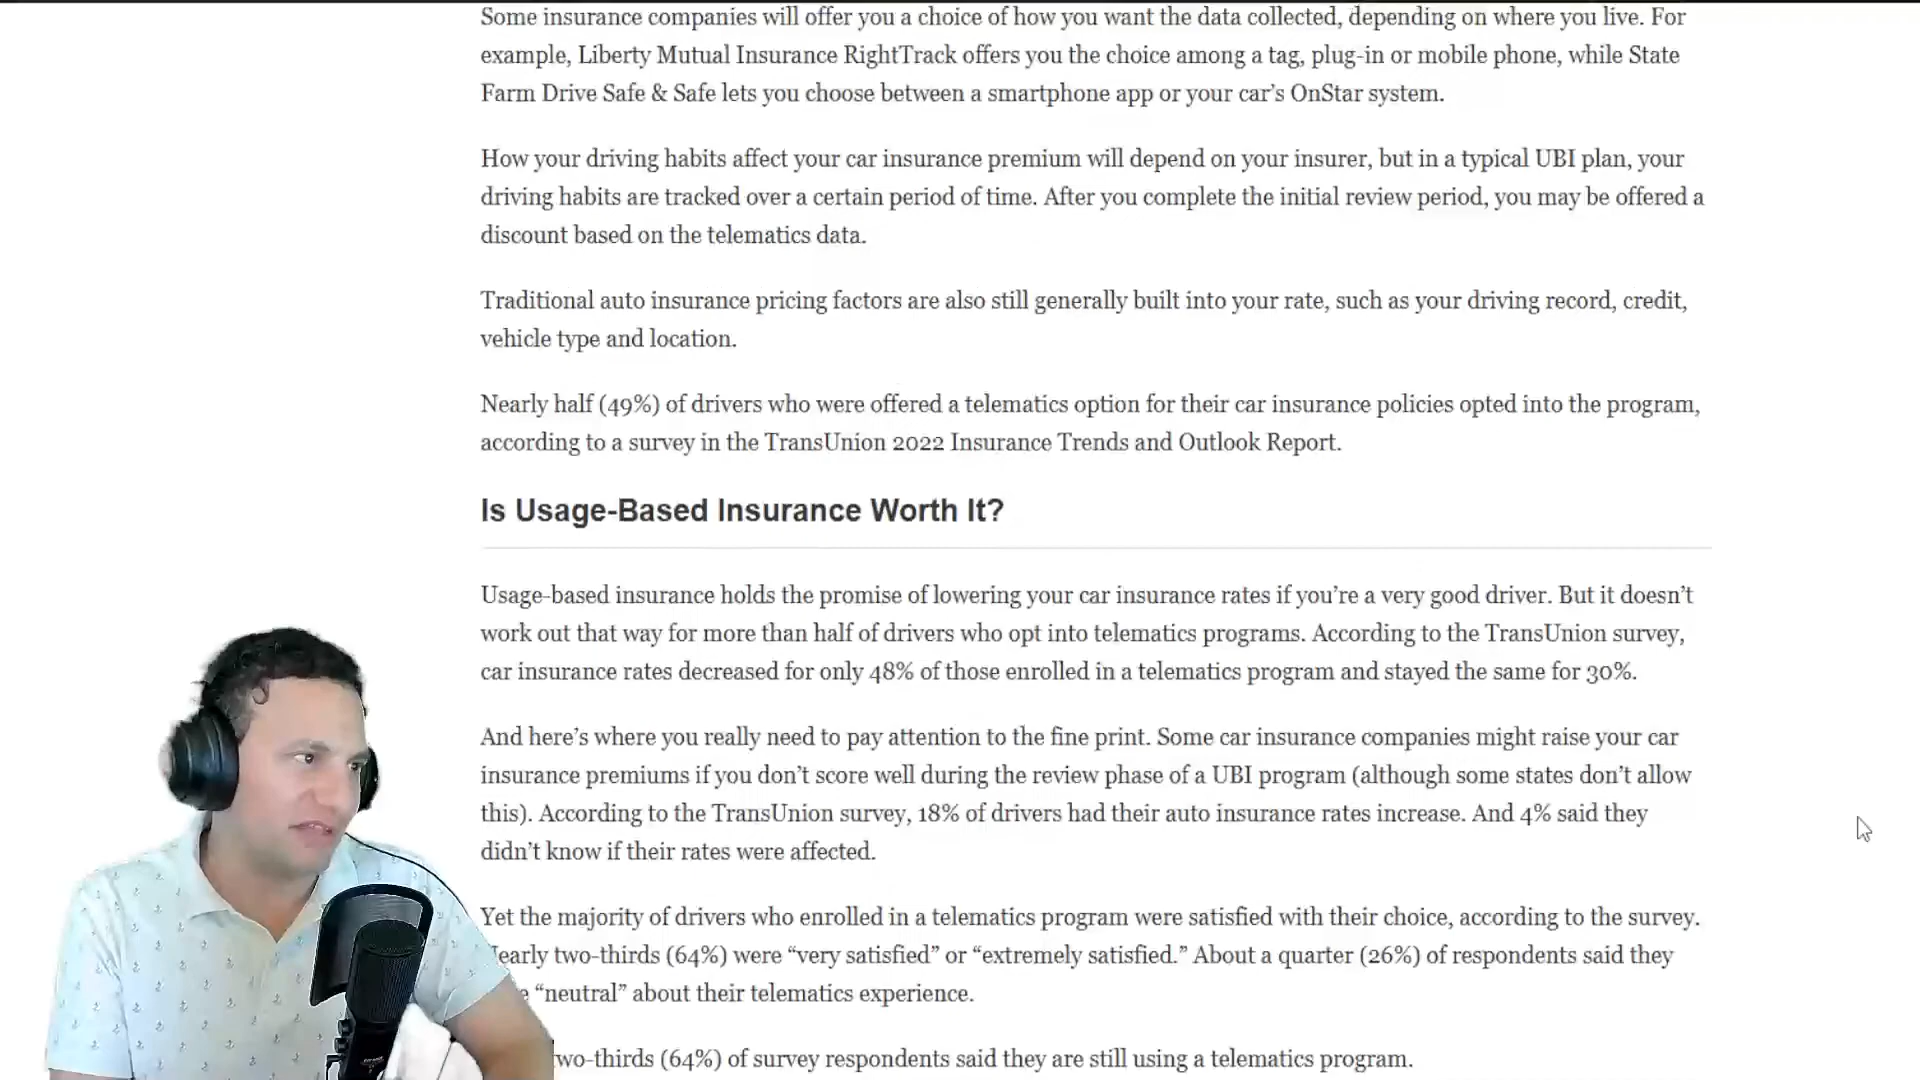 Some insurance companies will offer you a choice of how you want the data collected, depending on where you live. For
example, Liberty Mutual Insurance RightTrack offers you the choice among a tag, plug-in or mobile phone, while State
Farm Drive Safe & Safe lets you choose between a smartphone app or your car’s OnStar system.
How your driving habits affect your car insurance premium will depend on your insurer, but in a typical UBI plan, your
driving habits are tracked over a certain period of time. After you complete the initial review period, you may be offered a
discount based on the telematics data.
Traditional auto insurance pricing factors are also still generally built into your rate, such as your driving record, credit,
vehicle type and location.
Nearly half (49%) of drivers who were offered a telematics option for their car insurance policies opted into the program,
according to a survey in the TransUnion 2022 Insurance Trends and Outlook Report.
Is Usage-Based Insurance Worth It?
Usage-based insurance holds the promise of lowering your car insurance rates if you’re a very good driver. But it doesn’t
work out that way for more than half of drivers who opt into telematics programs. According to the TransUnion survey,
car insurance rates decreased for only 48% of those enrolled in a telematics program and stayed the same for 30%.
And here’s where you really need to pay attention to the fine print. Some car insurance companies might raise your car
insurance premiums if you don’t score well during the review phase of a UBI program (although some states don’t allow
this). According to the TransUnion survey, 18% of drivers had their auto insurance rates increase. And 4% said they
didn’t know if their rates were affected.
Yet the majority of drivers who enrolled in a telematics program were satisfied with their choice, according to the survey.
two-thirds (64%) were “very satisfied” or “extremely satisfied.” About a quarter (26%) of respondents said they
“neutral” about their telematics experience.
two-thirds (64%) of survey respondents said they are still using a telematics program.